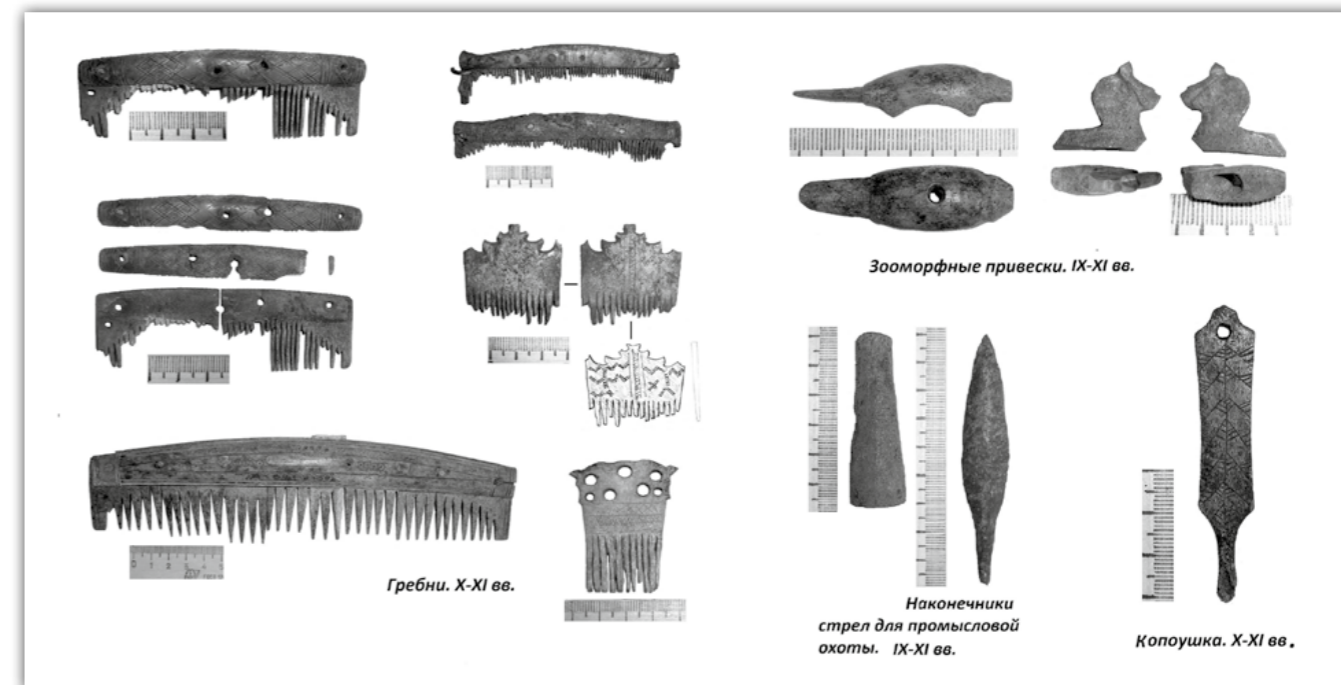 Зооморфные привески. IX-XI вв.
Гребни. X-XI вв.
Наконечники
стрел для промысловой
охоты. IX-XI вв.
Копоушка. X-XI вв.